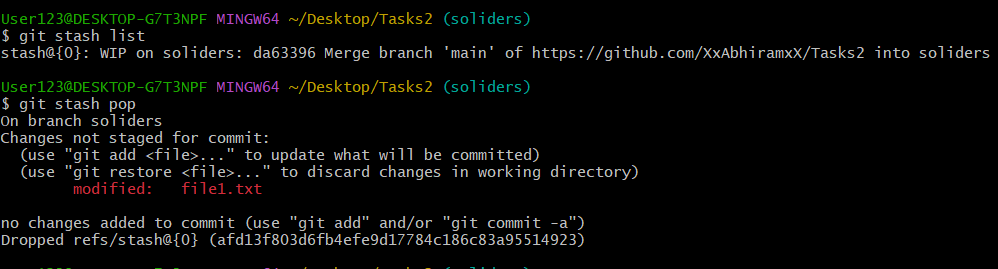 User123@DESKTOP-G7T3NPF MINGW64 ~/Desktop/Tasks2 (soliders)
$ git stash list
stash@{0}: WIP on soliders: da63396 Merge branch 'main' of https://github.com/XxAbhiramxX/Tasks2 into soliders
User123@DESKTOP-G7T3NPF MINGW64 ~/Desktop/Tasks2 (soliders)
$ git stash pop
On branch soliders
Changes not staged for commit:
  (use "git add <file>..." to update what will be committed)
  (use "git restore <file>..." to discard changes in working directory)
        modified:   file1.txt
no changes added to commit (use "git add" and/or "git commit -a")
Dropped refs/stash@{0} (afd13f803d6fb4efe9d17784c186c83a95514923)